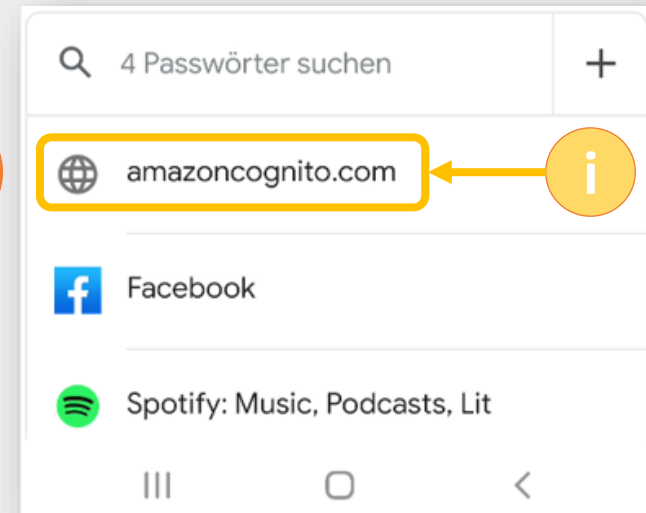 4 Passwörter suchen
amazoncognito.com
i
Facebook
Spotify: Music, Podcasts, Lit